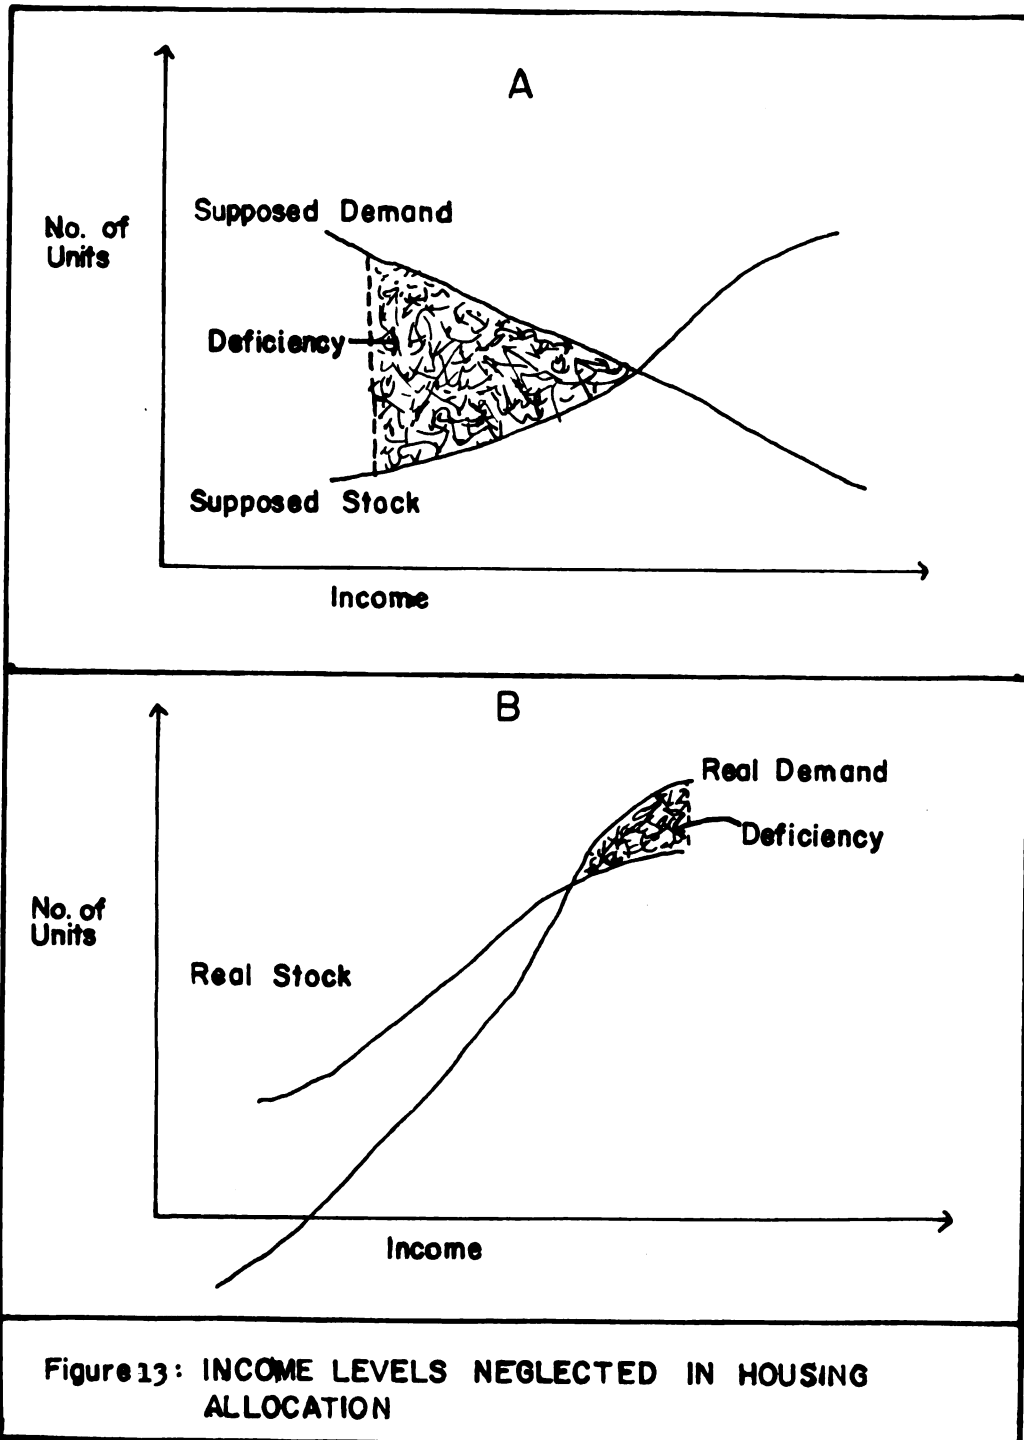 A
Supposed Demand
No. of
Units
Deficiency
Supposed Stock
Income
B
Real Demand
Deficiency
No. of
Units
Real Stock
Income
Figure 13: INCOME LEVELS NEGLECTED IN HOUSING
ALLOCATION